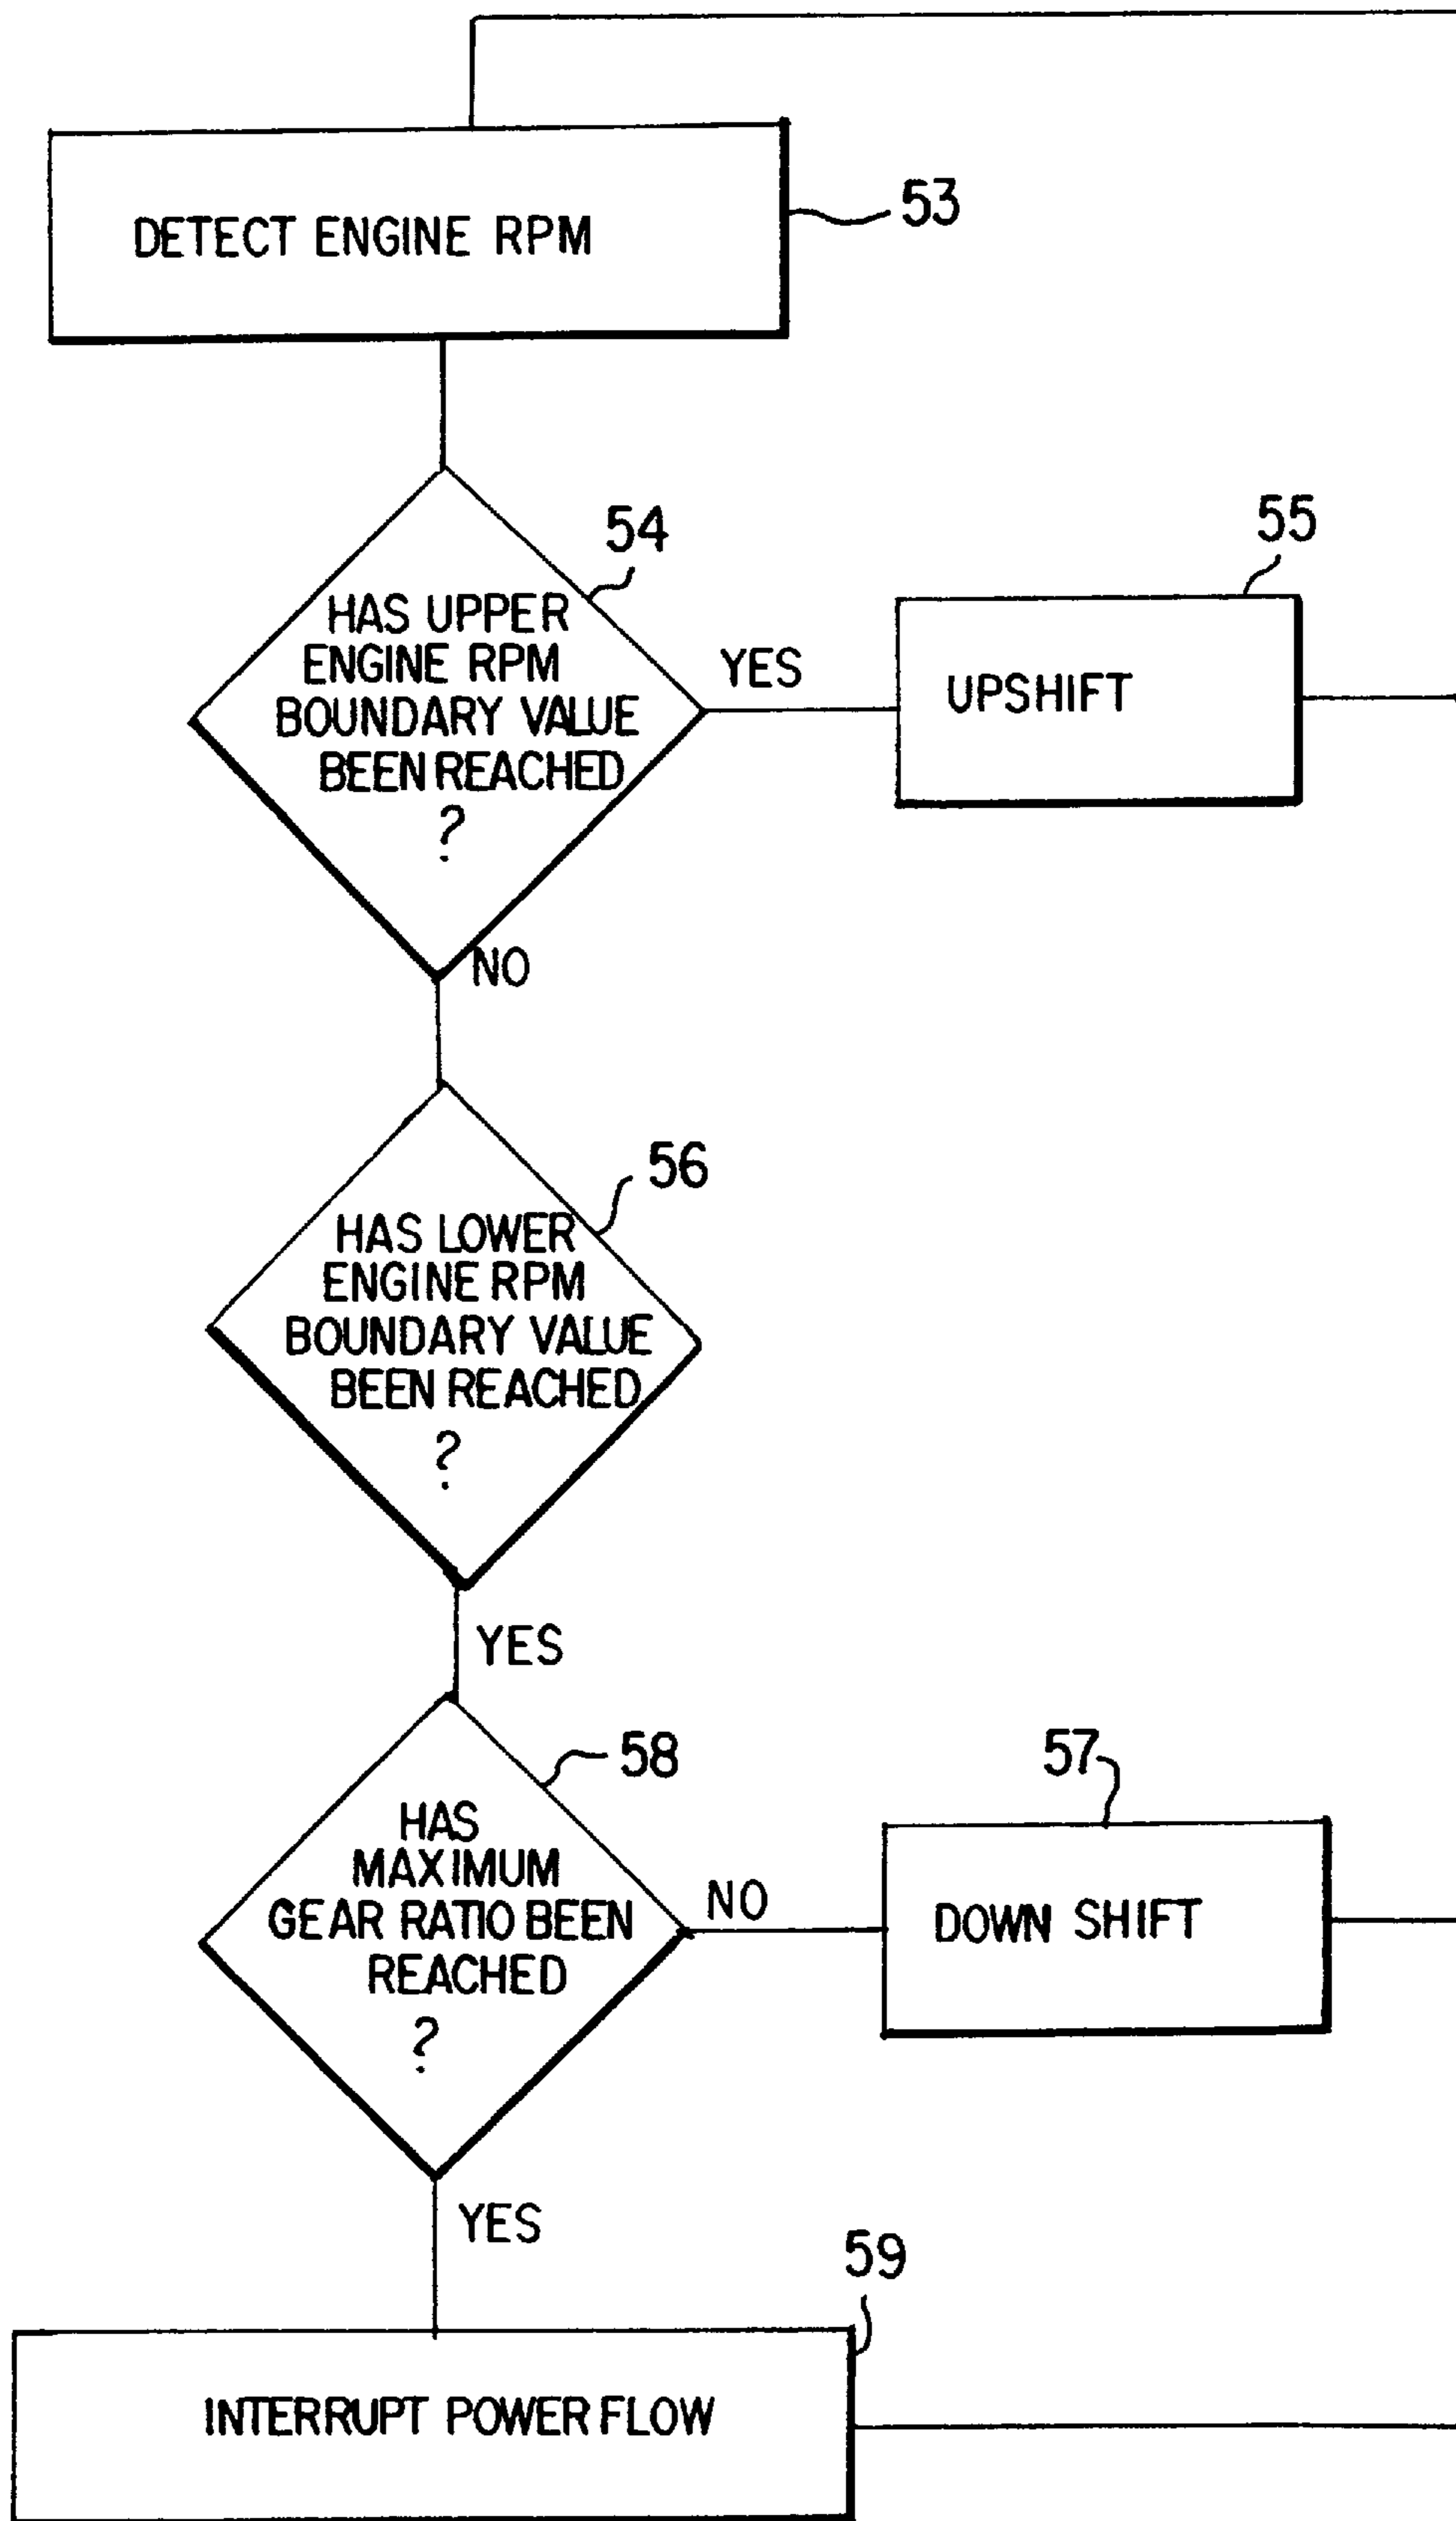 DETECT ENGINE RPM
53
54
HAS UPPER
ENGINE RPM
BOUNDARY VALUE
BEEN REACHED
?
YES
55
UPSHIFT
NO
56
HAS LOWER
ENGINE RPM
BOUNDARY VALUE
BEEN REACHED
?
YES
58
HAS
MAXIMUM
GEAR RATIO BEEN
REACHED
?
NO
57
DOWN SHIFT
YES
59
INTERRUPT POWER FLOW